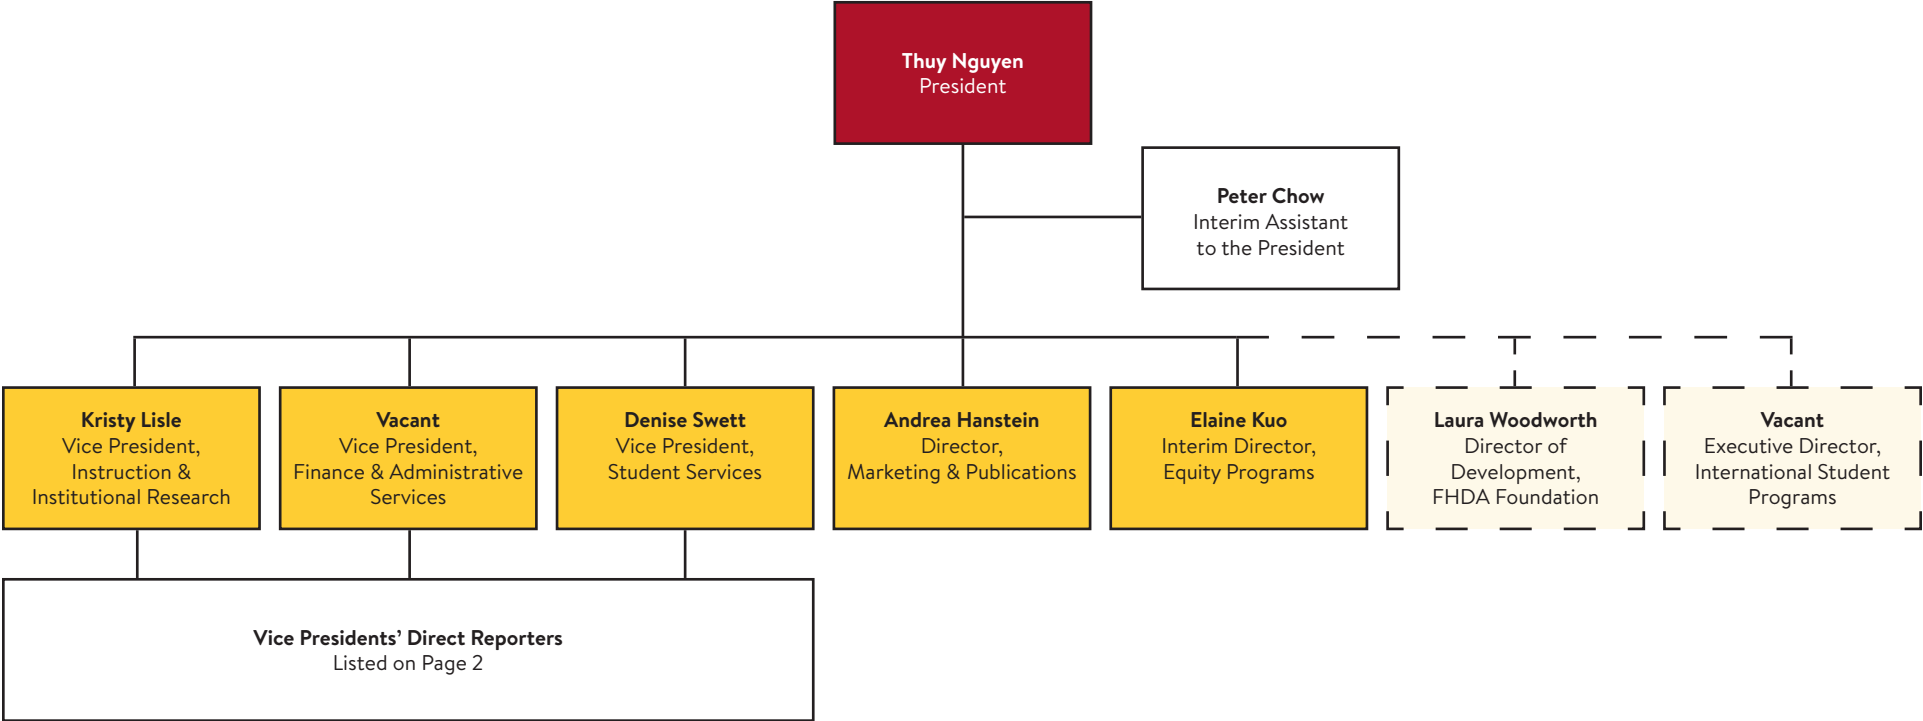 Thuy Nguyen
President
Peter Chow
Interim Assistant
to the President
Kristy Lisle
Vice President,
Instruction &
Institutional Research
Vacant
Vice President,
Finance & Administrative
Services
Denise Swett
Vice President,
Student Services
Andrea Hanstein
Director,
Marketing & Publications
Elaine Kuo
Interim Director,
Equity Programs
Laura Woodworth
Director of
Development,
FHDA Foundation
Vacant
Executive Director,
International Student
Programs
Vice Presidents’ Direct Reporters
Listed on Page 2